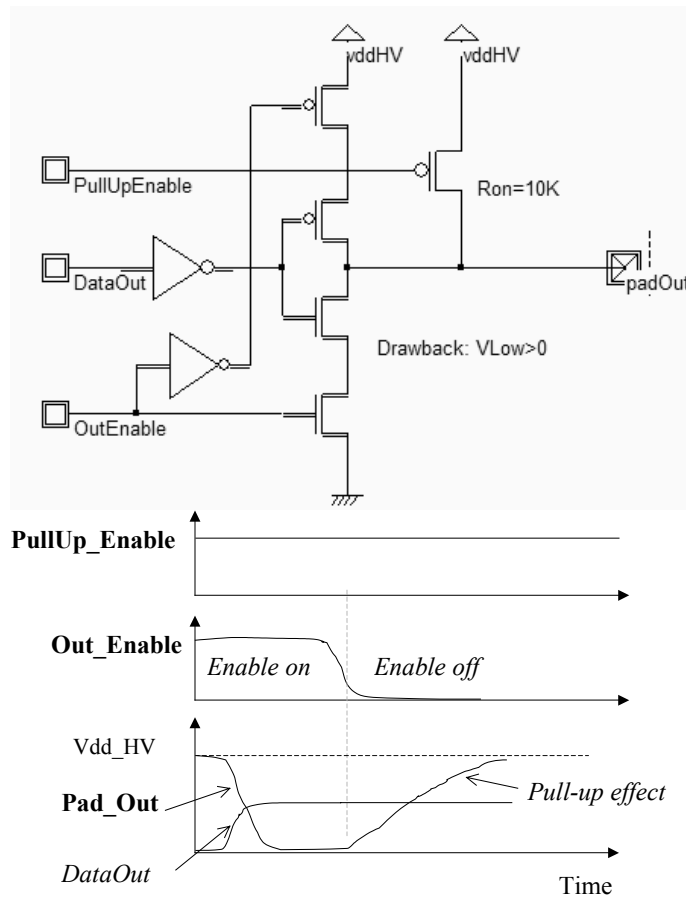 vddHV
vddHV
PullUpEnable
Ron=10K
DataOut
padOut
Drawback: VLow>0
OutEnable
PullUp_Enable
Out_Enable
Enable on
Enable off
Vdd_HV
Pad_Out
Pull-up effect
DataOut
Time